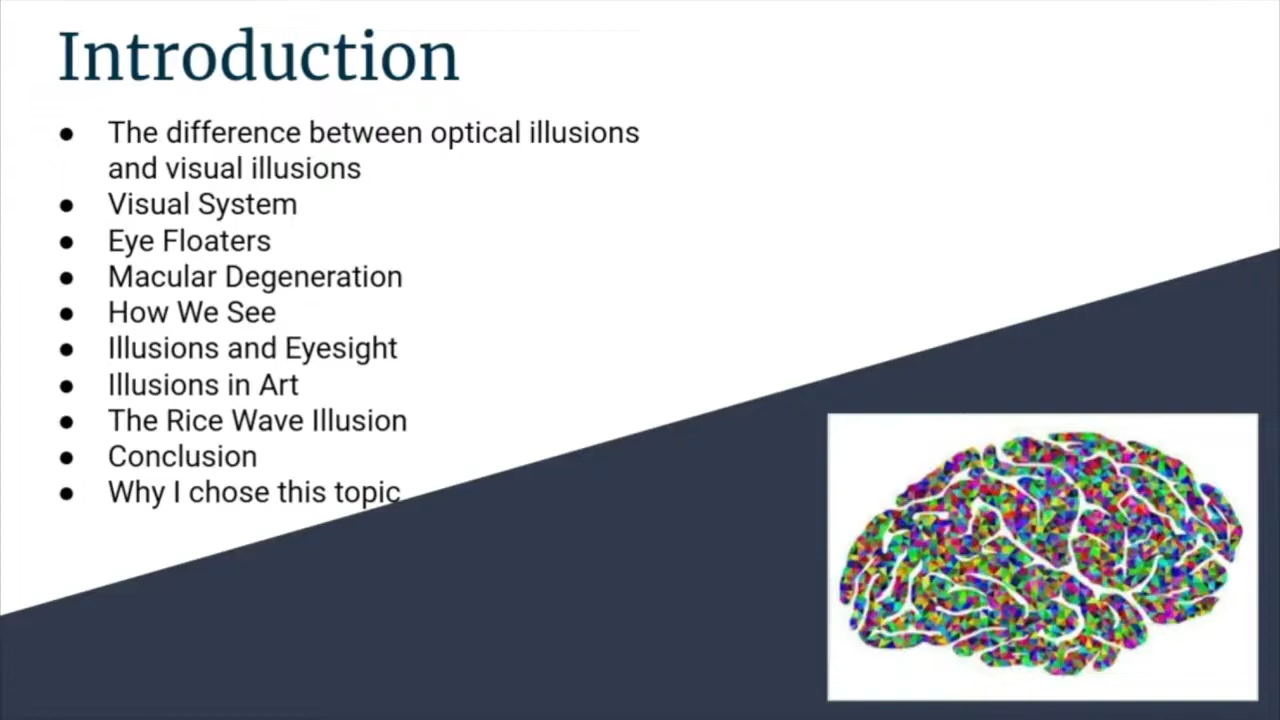 Introduction
● The difference between optical illusions
and visual illusions
● Visual System
● Eye Floaters
● Macular Degeneration
● How We See
● Illusions and Eyesight
● Illusions in Art
● The Rice Wave Illusion
● Conclusion
● Why I chose this topic